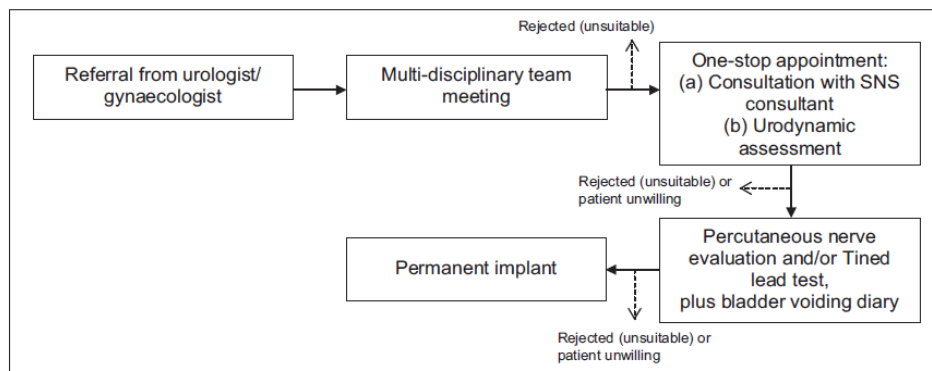 Rejected (unsuitable)
Referral from urologist/
gynaecologist
Multi-disciplinary team
meeting
One-stop appointment:
(a) Consultation with SNS
consultant
(b) Urodynamic
assessment
Rejected (unsuitable) or
patient unwilling
Percutaneous nerve
evaluation and/or Tined
lead test,
plus bladder voiding diary
Permanent implant
Rejected (unsuitable) or
patient unwilling